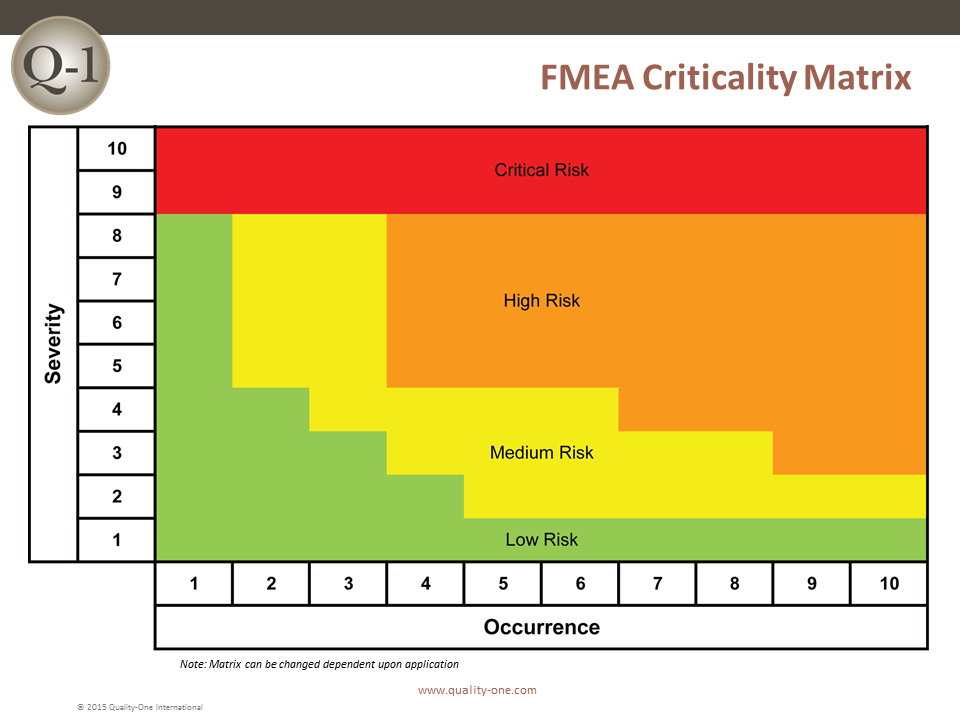 Q-1
FMEA Criticality Matrix
Severity
10
9
8
7
6
5
4
3
2
1
Critical Risk
High Risk
Medium Risk
Low Risk
1 2 3 4 5 6 7 8 9 10
Occurrence
Note: Matrix can be changed dependent upon application
www.quality-one.com
© 2015 Quality-One International